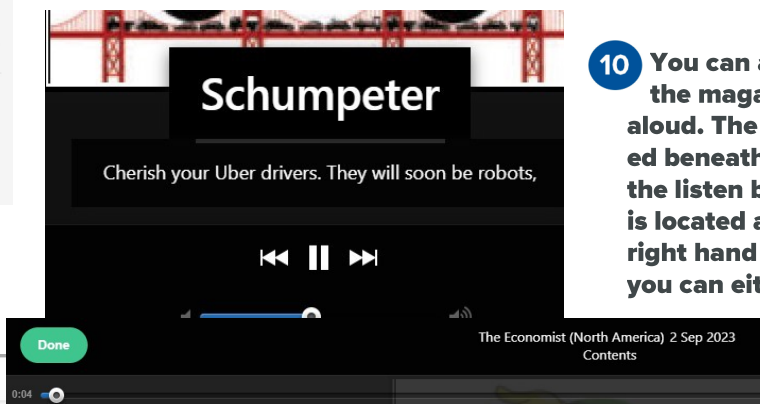 Schumpeter
Cherish your Uber drivers. They will soon be robots,
10 You can
the maga
aloud. The
ed beneath
the listen
is located
right hand
you can eit
Done
The Economist (North America) 2 Sep 2023
Contents
0:04